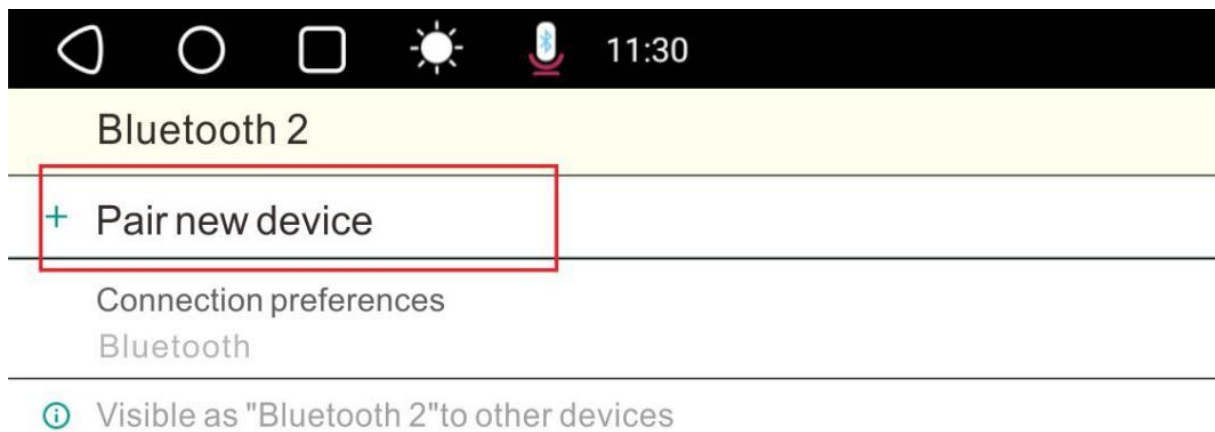 11:30
Bluetooth 2
+ Pair new device
Connection preferences
Bluetooth
Visible as "Bluetooth 2"to other devices